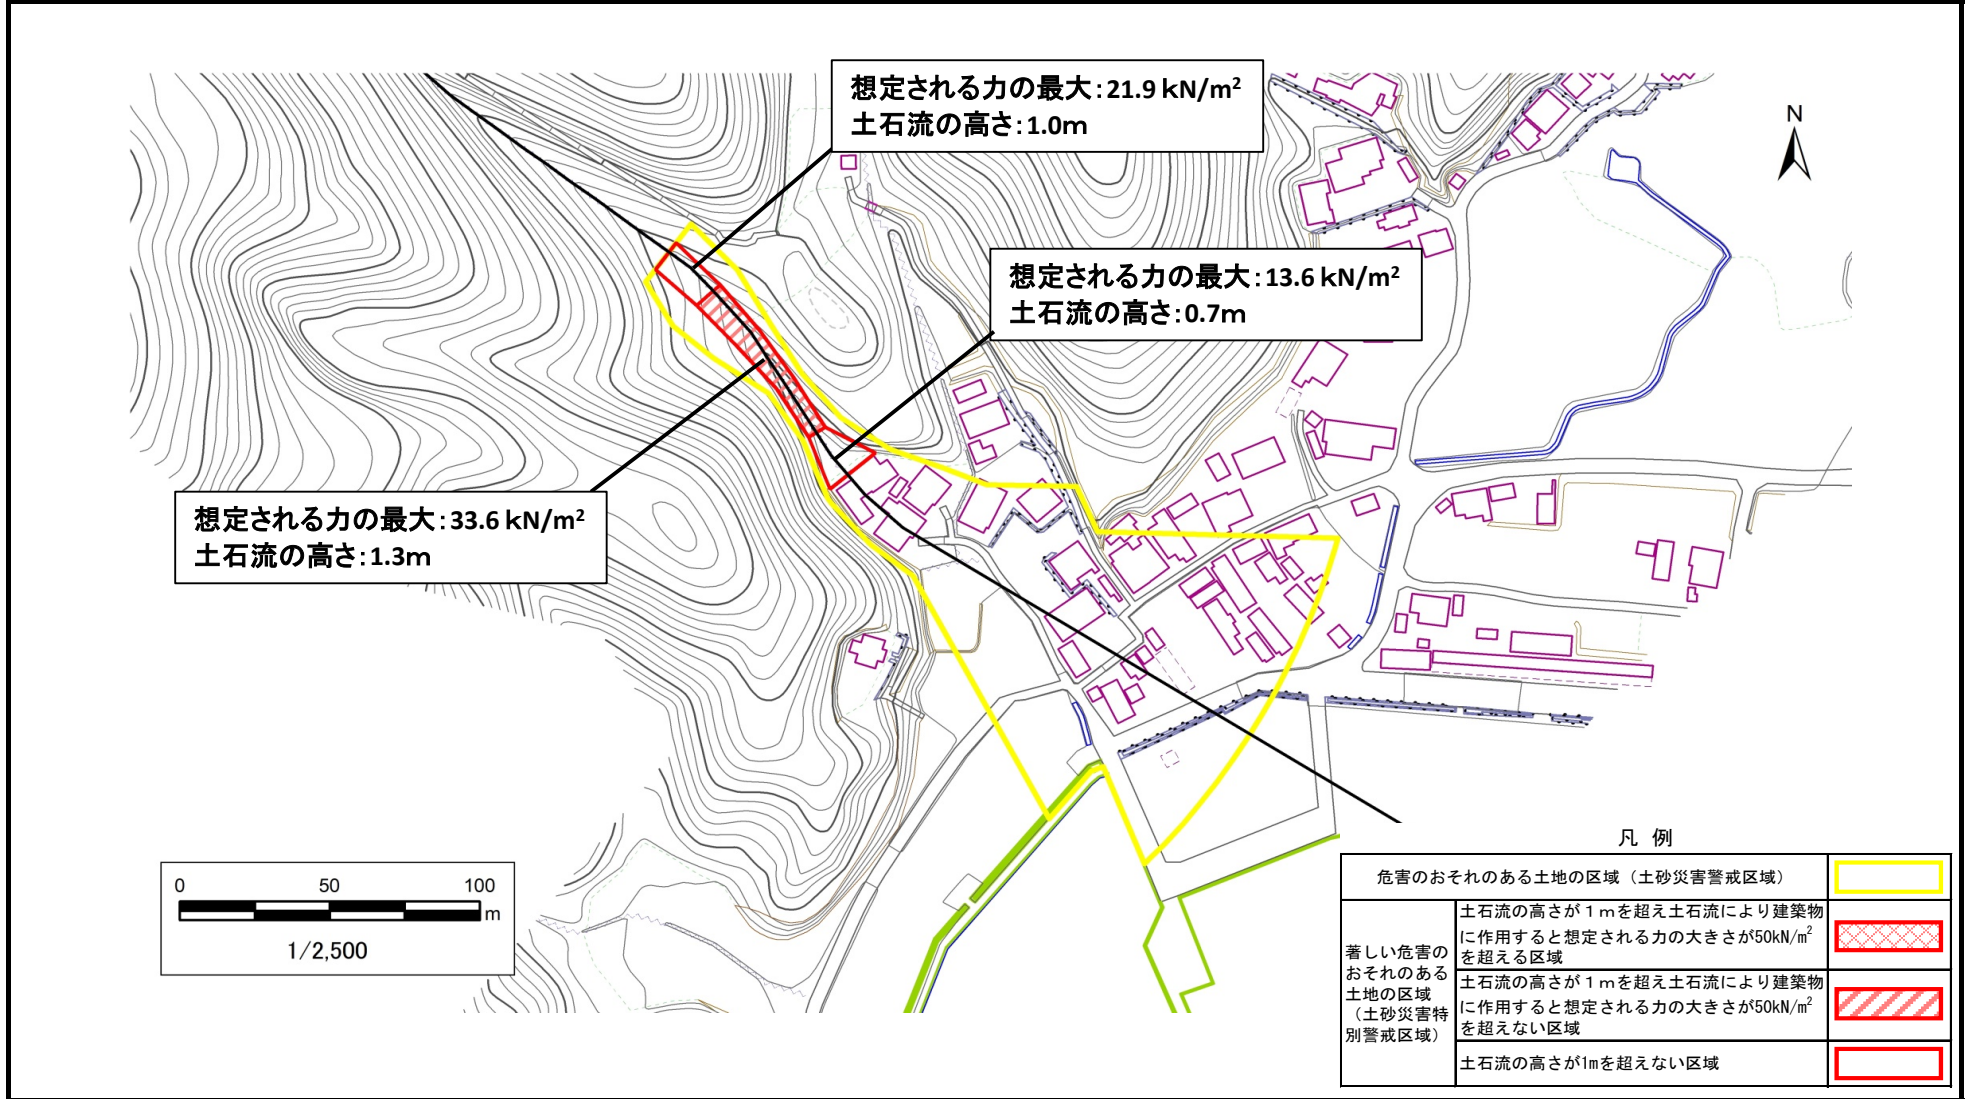 想定される力の最大：21.9 kN/m²
土石流の高さ：1.0m
N
想定される力の最大：13.6 kN/m²
土石流の高さ：0.7m
想定される力の最大：33.6 kN/m²
土石流の高さ：1.3m
0 50 100
m
1/2,500
凡 例
危害のおそれのある土地の区域（土砂災害警戒区域）
著しい危害の
おそれのある
土地の区域
（土砂災害特
別警戒区域）
土石流の高さが１ｍを超え土石流により建築物
に作用すると想定される力の大きさが50kN/m²
を超える区域
土石流の高さが１ｍを超え土石流により建築物
に作用すると想定される力の大きさが50kN/m²
を超えない区域
土石流の高さが1mを超えない区域